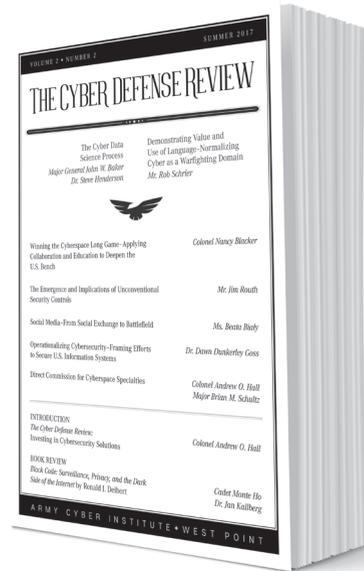 VOLUME 2 • NUMBER 2
SUMMER 2017
THE CYBER DEFENSE REVIEW
The Cyber Data
Science Process
Major General John W. Baker
Dr. Steve Henderson
Demonstrating Value and
Use of Language–Normalizing
Cyber as a Warfighting Domain
Mr. Rob Schrier
Winning the Cyberspace Long Game–Applying
Collaboration and Education to Deepen the
U.S. Bench
Colonel Nancy Blacker
The Emergence and Implications of Unconventional
Security Controls
Mr. Jim Routh
Social Media–From Social Exchange to Battlefield
Ms. Beata Bialy
Operationalizing Cybersecurity–Framing Efforts
to Secure U.S. Information Systems
Dr. Dawn Dunkerley Goss
Direct Commission for Cyberspace Specialties
Colonel Andrew O. Hall
Major Brian M. Schultz
INTRODUCTION
The Cyber Defense Review:
Investing in Cybersecurity Solutions
Colonel Andrew O. Hall
BOOK REVIEW
Black Code: Surveillance, Privacy, and the Dark
Side of the Internet by Ronald J. Deibert
Cadet Monte Ho
Dr. Jan Kallberg
ARMY CYBER INSTITUTE • WEST POINT